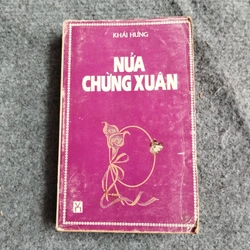 KHÁI HƯNG
NỬA
CHỪNG XUÂN